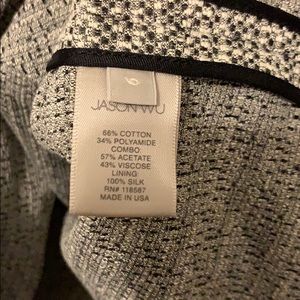 6
JASON WU
66% COTTON
34% POLYAMIDE
COMBO
57% ACETATE
43% VISCOSE
LINING
100% SILK
RN# 116567
MADE IN USA